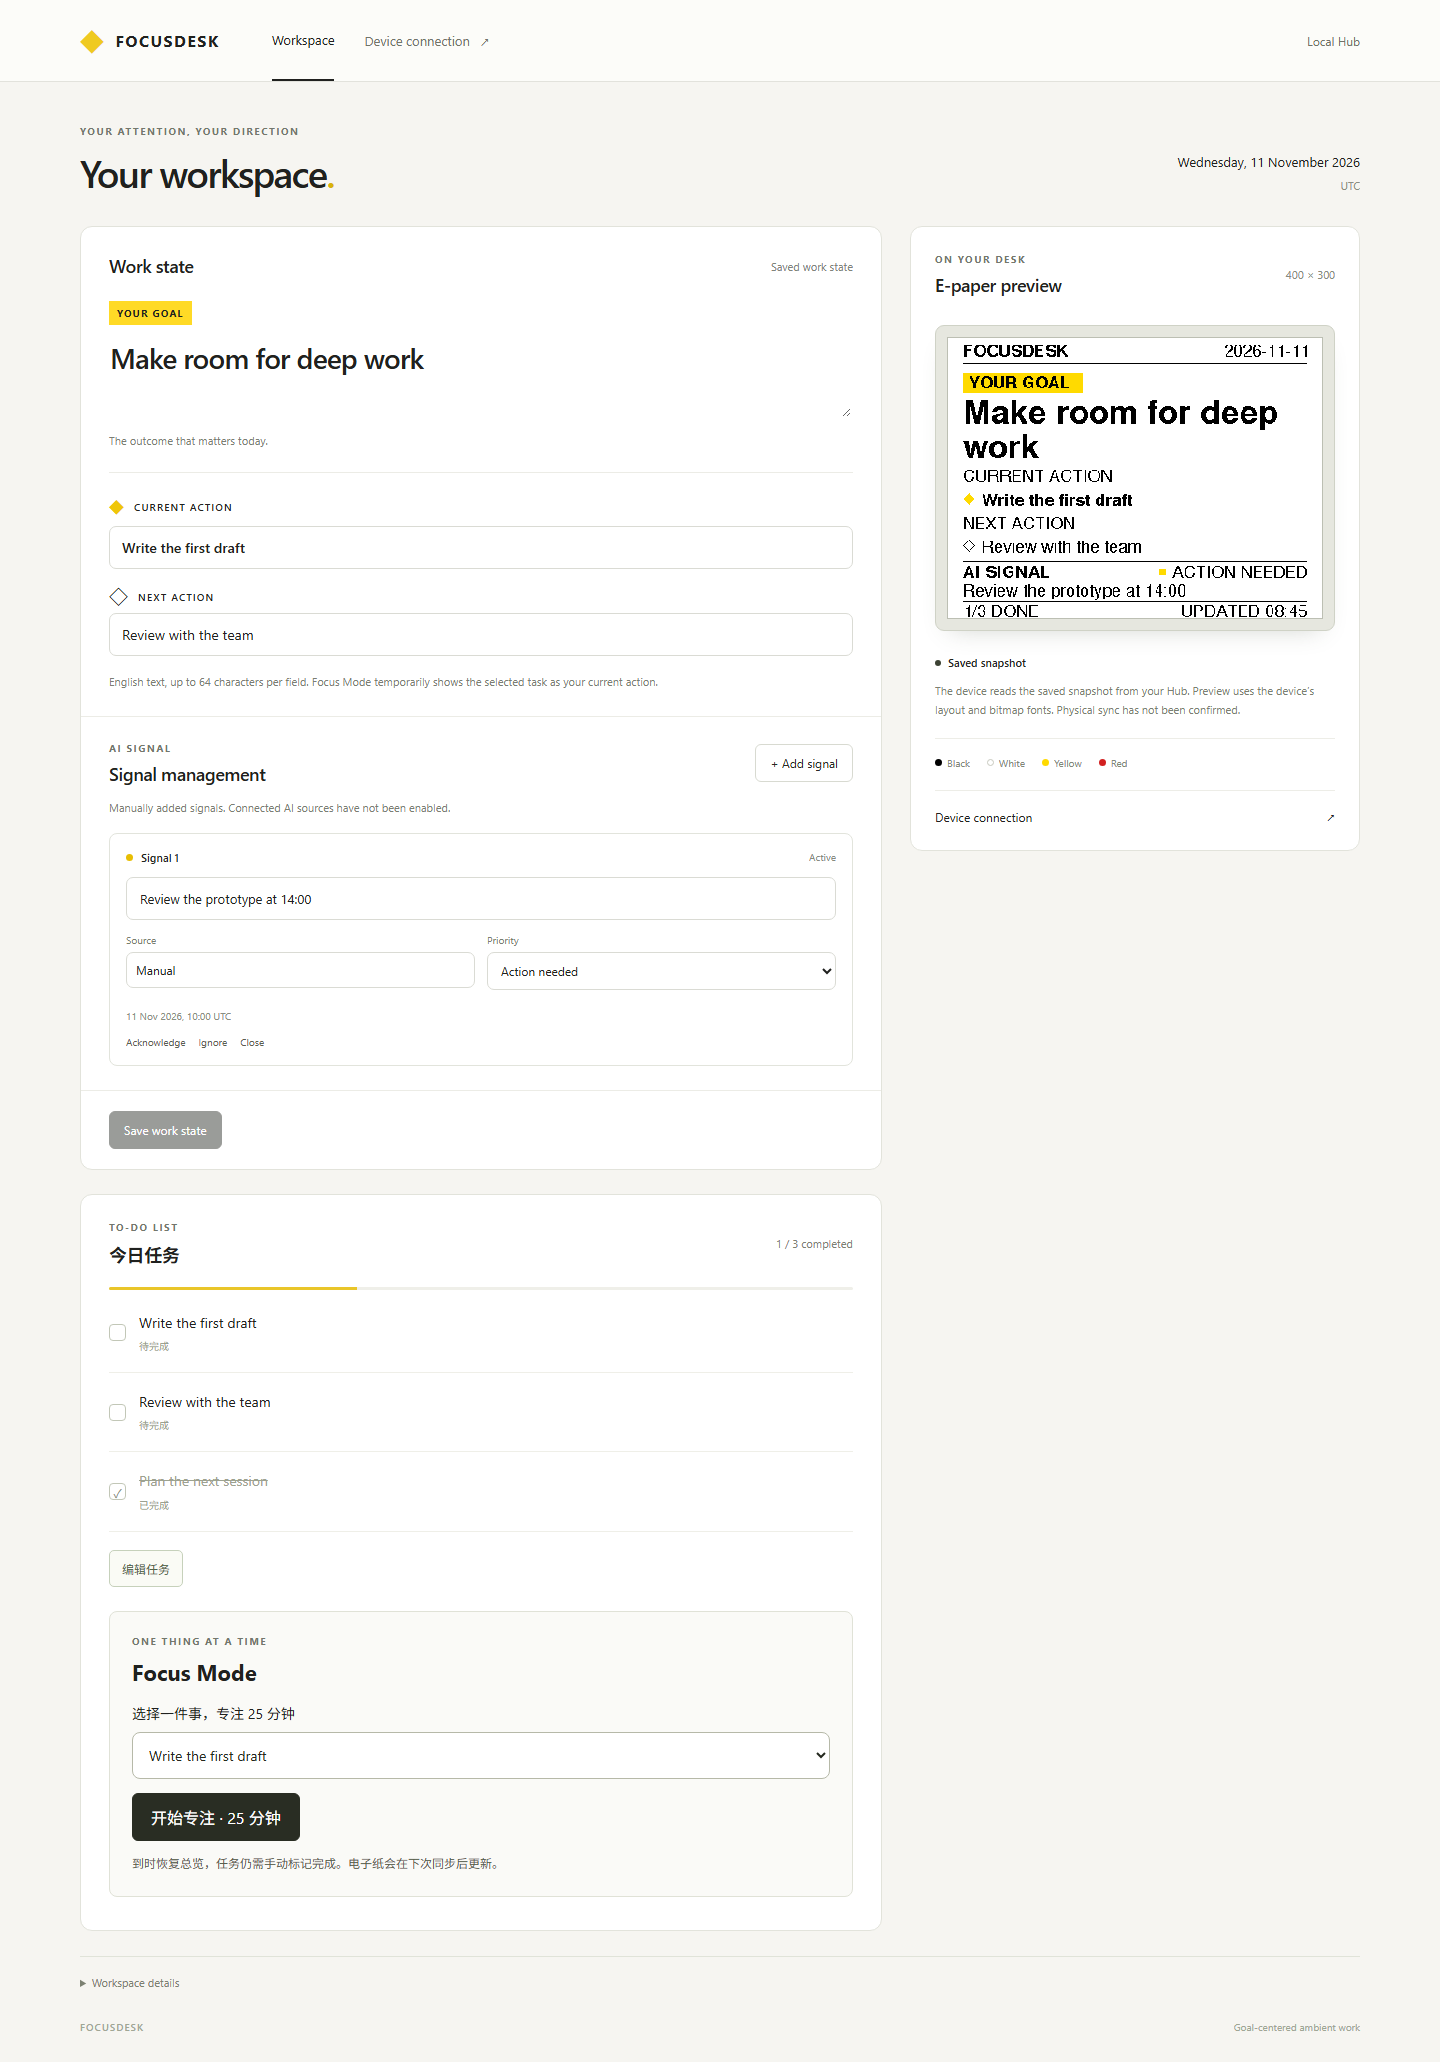 FOCUSDESK
Workspace
Device connection ↗
Local Hub
YOUR ATTENTION, YOUR DIRECTION
Your workspace.
Wednesday, 11 November 2026
UTC
Work state
Saved work state
YOUR GOAL
Make room for deep work
The outcome that matters today.
CURRENT ACTION
Write the first draft
NEXT ACTION
Review with the team
English text, up to 64 characters per field. Focus Mode temporarily shows the selected task as your current action.
AI SIGNAL
Signal management
+ Add signal
Manually added signals. Connected AI sources have not been enabled.
Signal 1
Active
Review the prototype at 14:00
Source
Priority
Manual
Action needed
11 Nov 2026, 10:00 UTC
Acknowledge Ignore Close
Save work state
ON YOUR DESK
E-paper preview
400 × 300
FOCUSDESK 2026-11-11
YOUR GOAL
Make room for deep
work
CURRENT ACTION
Write the first draft
NEXT ACTION
Review with the team
AI SIGNAL ACTION NEEDED
Review the prototype at 14:00
1/3 DONE UPDATED 08:45
Saved snapshot
The device reads the saved snapshot from your Hub. Preview uses the device's
layout and bitmap fonts. Physical sync has not been confirmed.
Black White Yellow Red
Device connection ↗
TO-DO LIST
今日任务
1 / 3 completed
Write the first draft
待完成
Review with the team
待完成
Plan the next session
已完成
编辑任务
ONE THING AT A TIME
Focus Mode
选择一件事，专注 25 分钟
Write the first draft
开始专注 · 25 分钟
到时恢复总览，任务仍需手动标记完成。电子纸会在下次同步后更新。
Workspace details
FOCUSDESK
Goal-centered ambient work